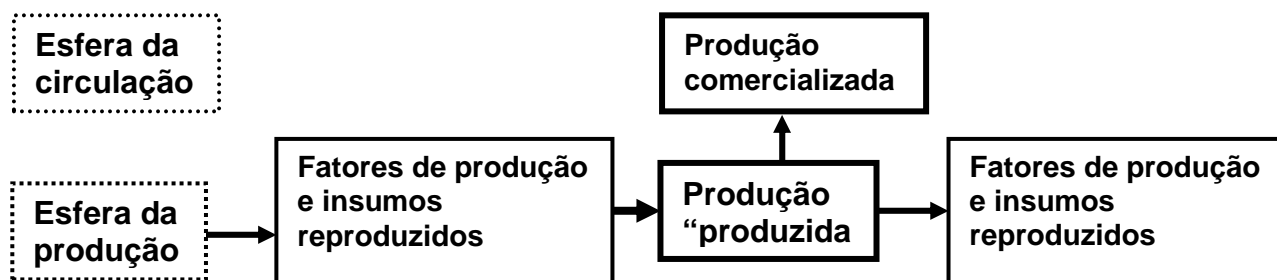 Esfera da
circulação
Produção
comercializada
Esfera da
produção
Fatores de produção
e insumos
reproduzidos
Produção
“produzida
Fatores de produção
e insumos
reproduzidos